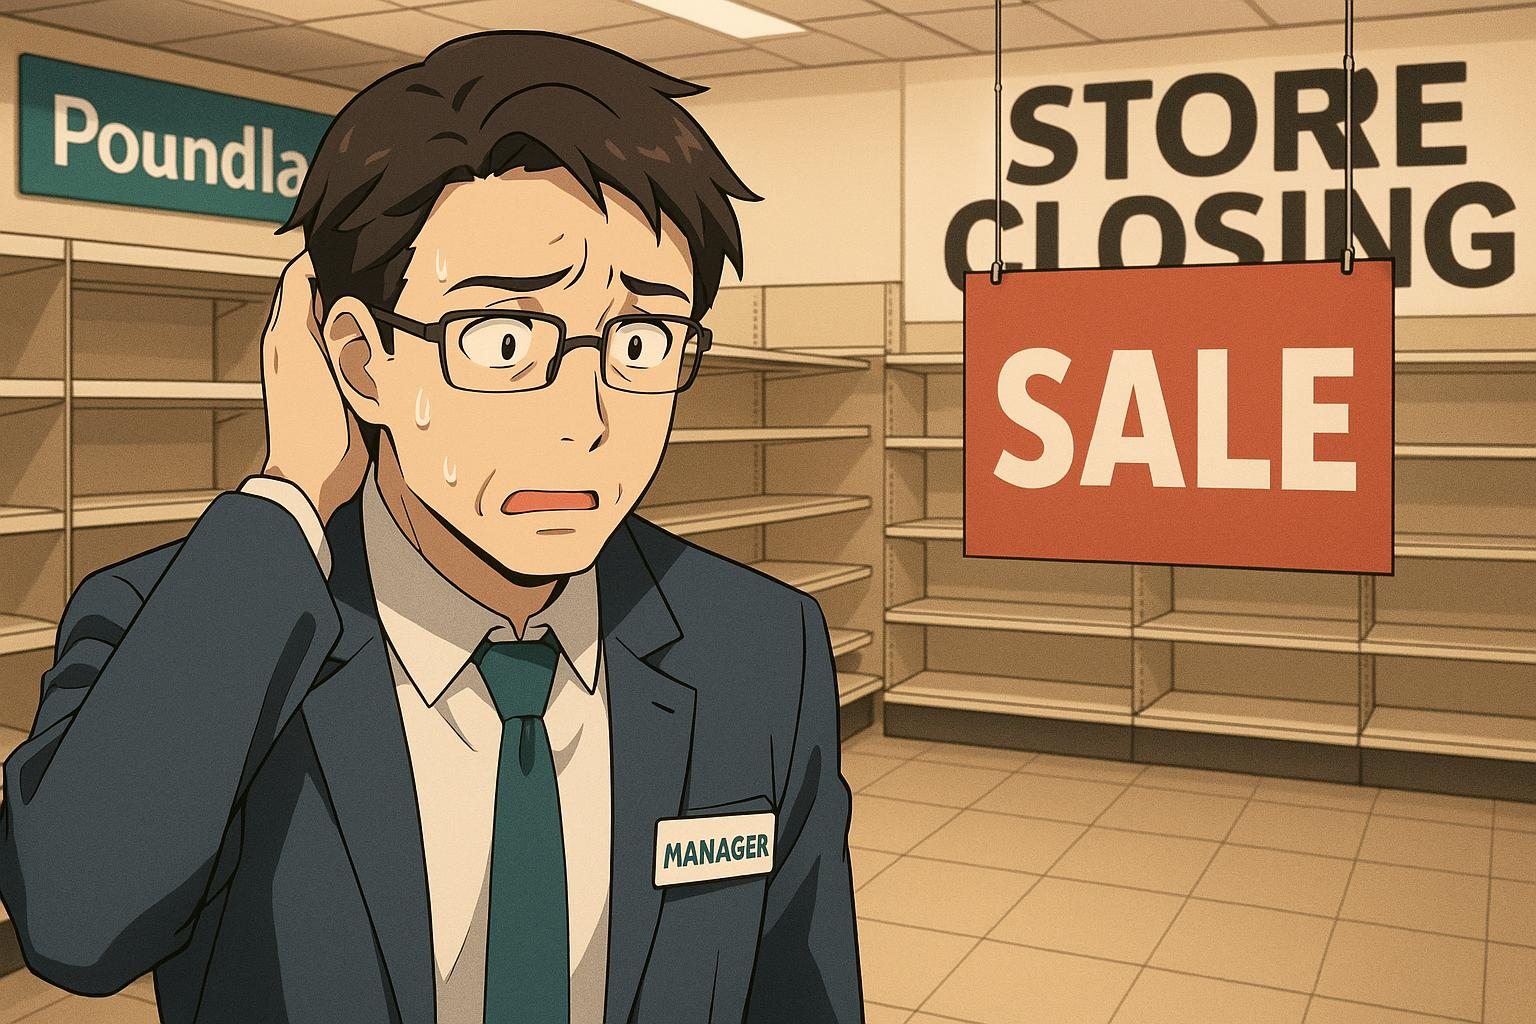 Poundla
STORE
CLOSING
SALE
MANAGER